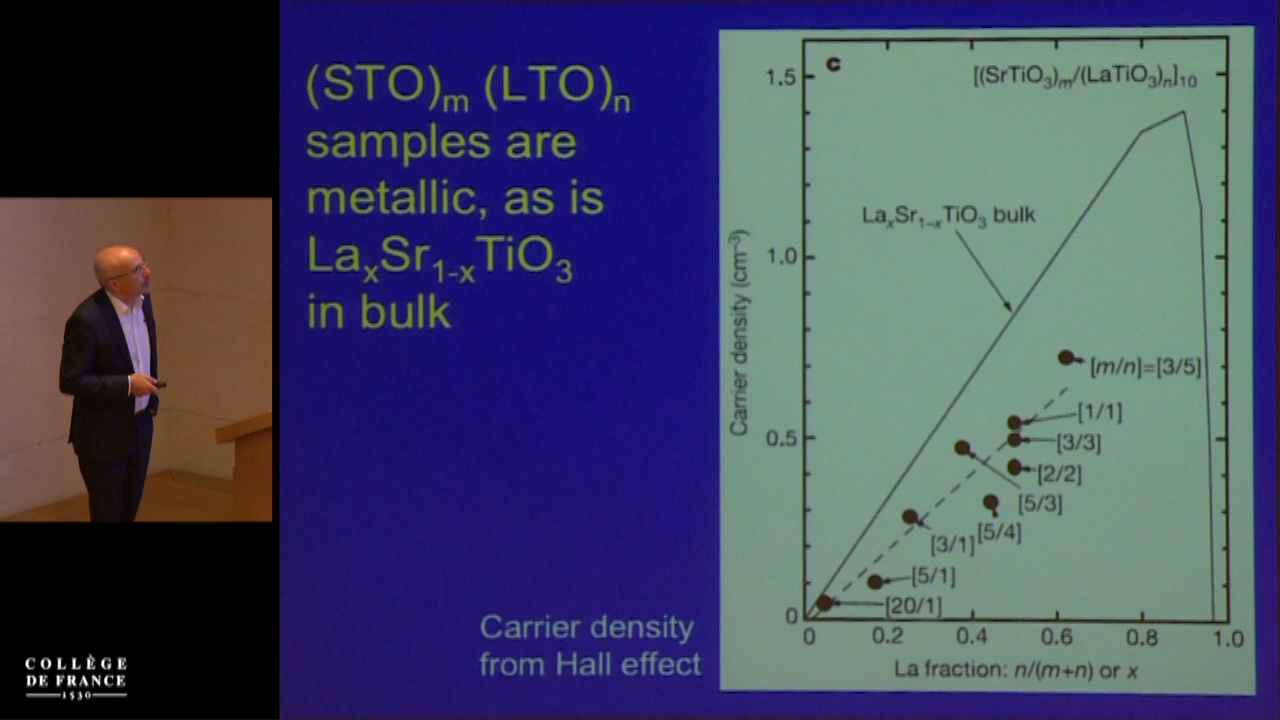 (STO)m (LTO)n
samples are
metallic, as is
LaxSr1-xTiO3
in bulk
Carrier density
from Hall effect
c
[(SrTiO3)m/(LaTiO3)n]10
LaxSr1–xTiO3 bulk
Carrier density (cm–3)
1.5
1.0
0.5
0
[m/n]=[3/5]
[1/1]
[3/3]
[2/2]
[5/3]
[5/4]
[3/1]
[5/1]
[20/1]
0 0.2 0.4 0.6 0.8 1.0
La fraction: n/(m+n) or x
COLLÈGE
DE FRANCE
1530